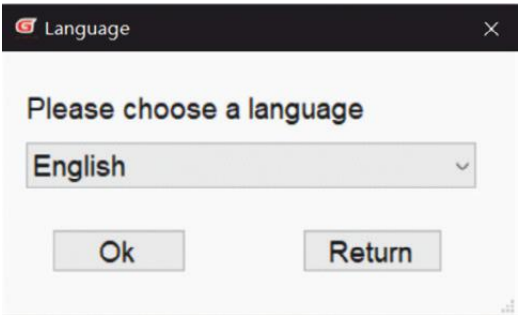 Language
Please choose a language
English
Ok
Return